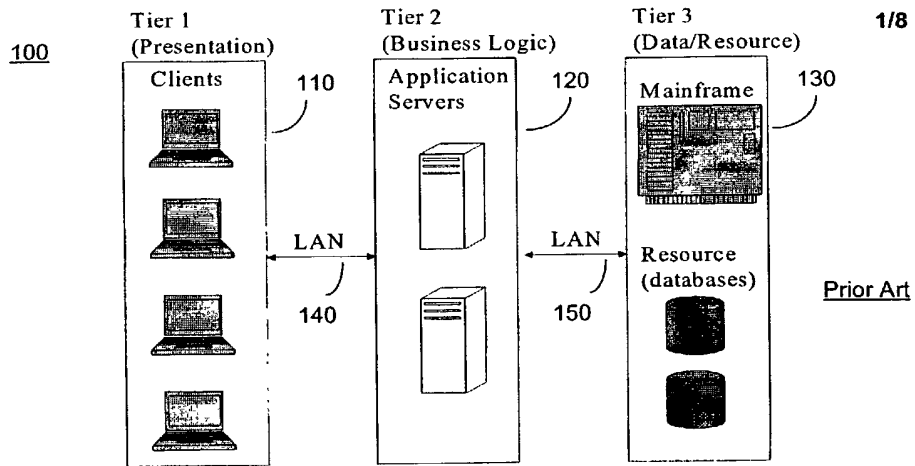 100
Tier 1
(Presentation)
Clients
110
LAN
140
Tier 2
(Business Logic)
Application
Servers
120
LAN
150
Tier 3
(Data/Resource)
Mainframe
130
Resource
(databases)
1/8
Prior Art